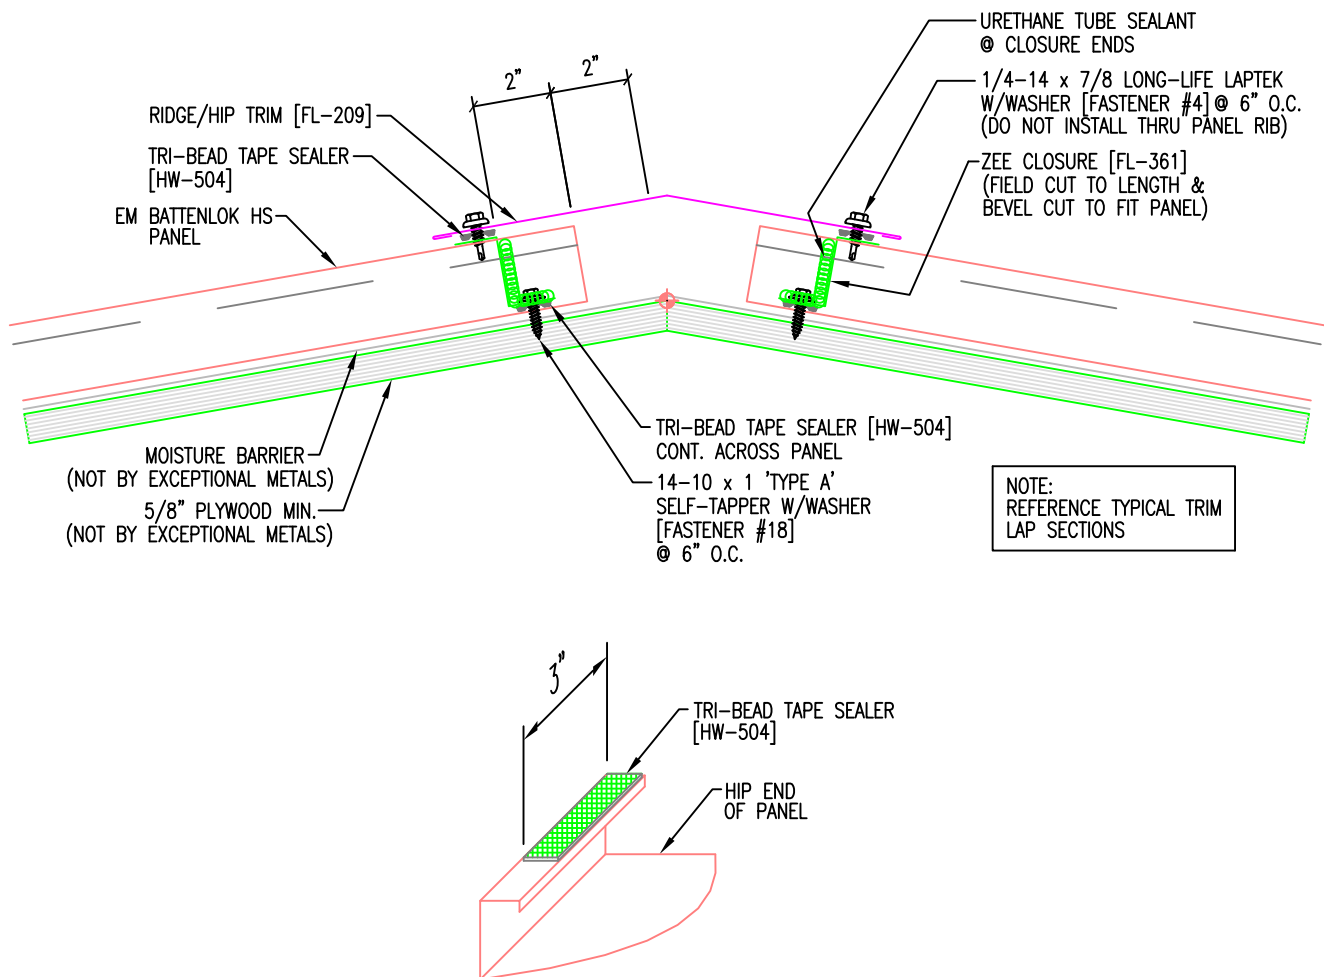 URETHANE TUBE SEALANT
@ CLOSURE ENDS
2"
2"
1/4-14 x 7/8 LONG-LIFE LAPTEK
W/WASHER [FASTENER #4] @ 6" O.C.
(DO NOT INSTALL THRU PANEL RIB)
RIDGE/HIP TRIM [FL-209]
TRI-BEAD TAPE SEALER
[HW-504]
ZEE CLOSURE [FL-361]
(FIELD CUT TO LENGTH &
BEVEL CUT TO FIT PANEL)
EM BATTENLOK HS
PANEL
MOISTURE BARRIER
(NOT BY EXCEPTIONAL METALS)
5/8" PLYWOOD MIN.
(NOT BY EXCEPTIONAL METALS)
TRI-BEAD TAPE SEALER [HW-504]
CONT. ACROSS PANEL
14-10 x 1 'TYPE A'
SELF-TAPPER W/WASHER
[FASTENER #18]
@ 6" O.C.
NOTE:
REFERENCE TYPICAL TRIM
LAP SECTIONS
3"
TRI-BEAD TAPE SEALER
[HW-504]
HIP END
OF PANEL